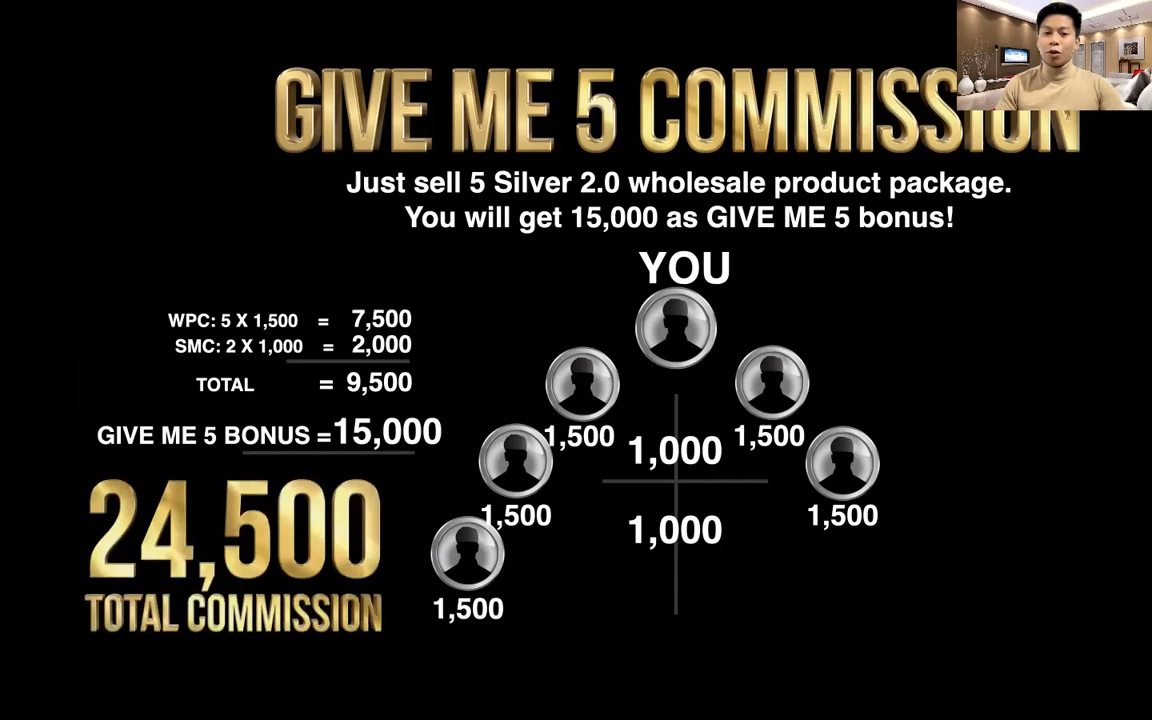 GIVE ME 5 COMMISSION
Just sell 5 Silver 2.0 wholesale product package.
You will get 15,000 as GIVE ME 5 bonus!
YOU
WPC: 5 X 1,500 = 7,500
SMC: 2 X 1,000 = 2,000
TOTAL = 9,500
GIVE ME 5 BONUS =15,000
24,500
TOTAL COMMISSION
1,500
1,000
1,500
1,500
1,000
1,500
1,500